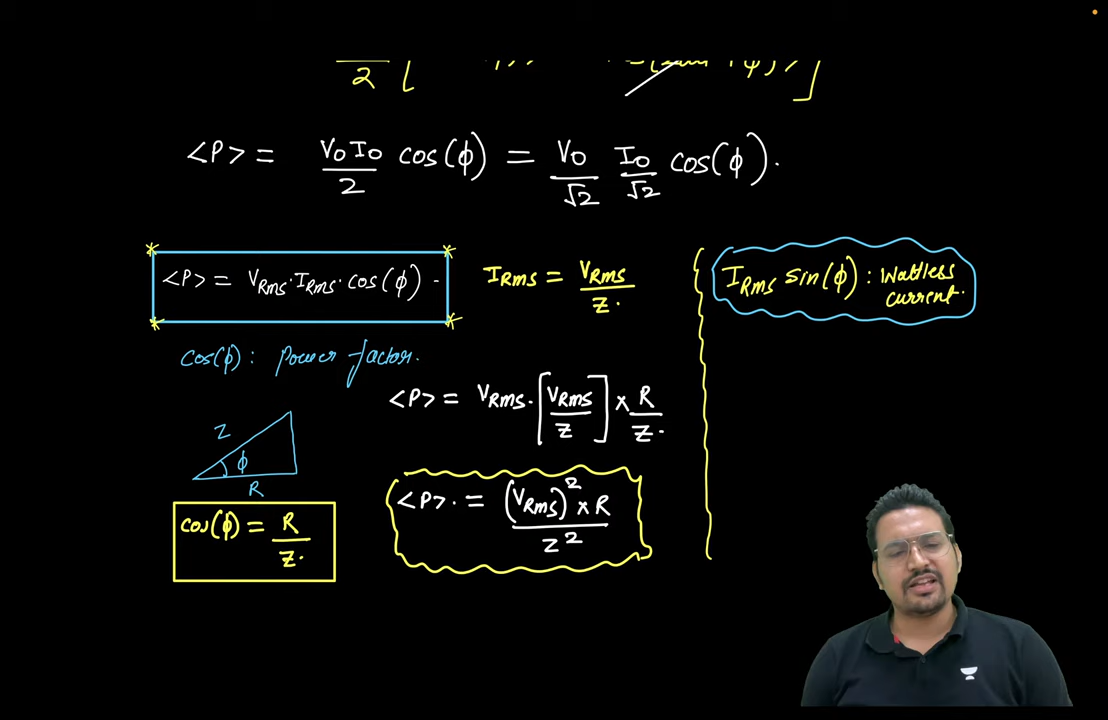 2 [
<P> = V₀I₀/2 cos(ϕ) = V₀/√2 I₀/√2 cos(ϕ).
<P> = VRms·IRms·cos(ϕ) -
IRms = VRms/Z.
IRms sin(ϕ) : Wattless
current.
cos(ϕ): Power factor.
<P> = VRms·[VRms/Z] × R/Z.
Z
ϕ
R
cos(ϕ) = R/Z.
<P>. = (VRms)² × R / Z²